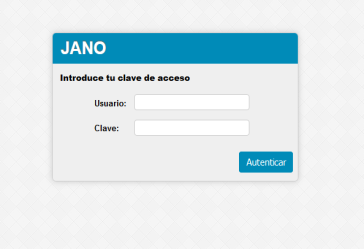 JANO
Introduce tu clave de acceso
Usuario:
Clave:
Autenticar